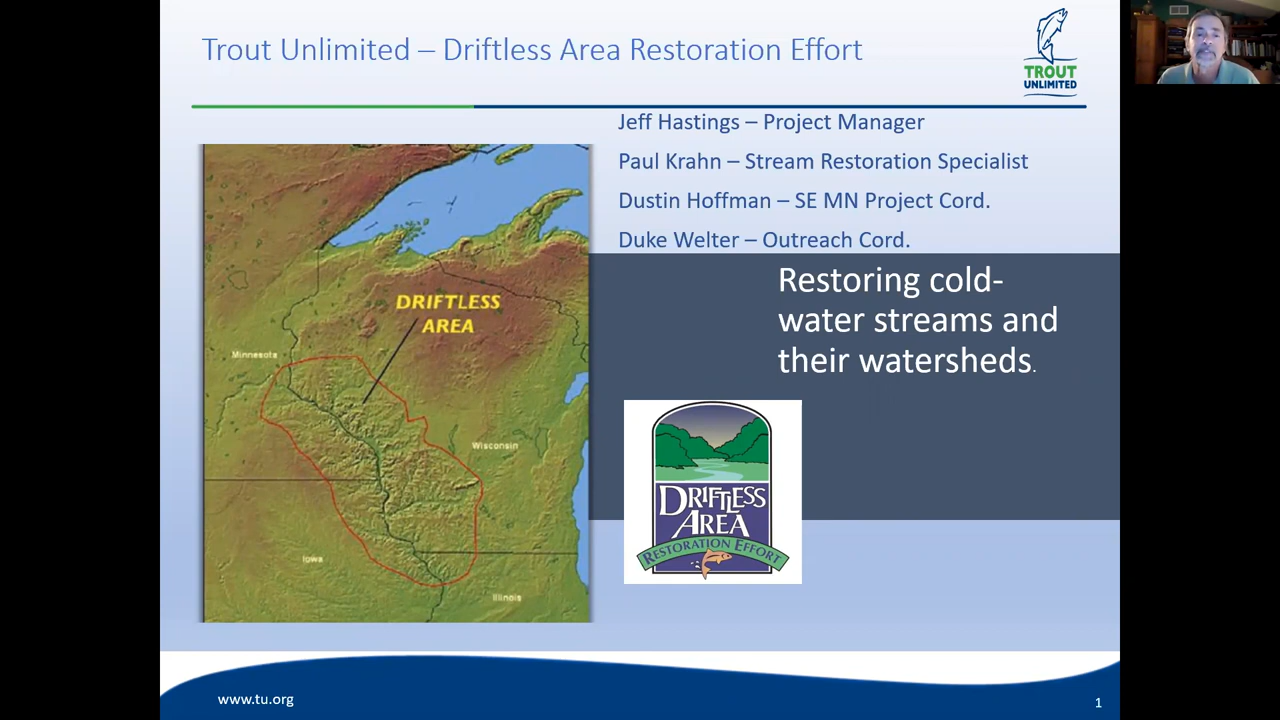 Trout Unlimited – Driftless Area Restoration Effort
TROUT
UNLIMITED
Jeff Hastings – Project Manager
Paul Krahn – Stream Restoration Specialist
Dustin Hoffman – SE MN Project Cord.
Duke Welter – Outreach Cord.
Restoring cold-
water streams and
their watersheds.
DRIFTLESS
AREA
Minnesota
Wisconsin
Iowa
Illinois
DRIFTLESS
AREA
RESTORATION EFFORT
www.tu.org
1